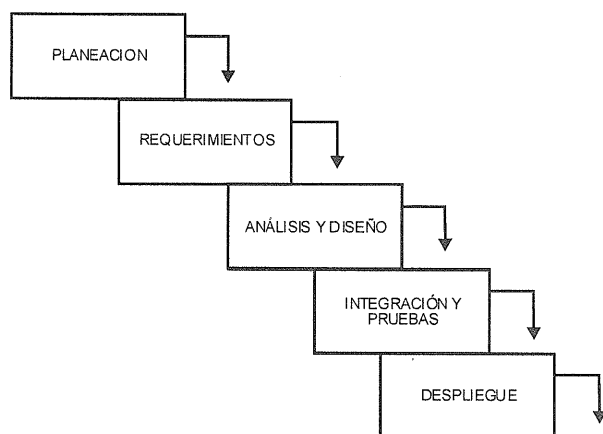 PLANEACION
REQUERIMIENTOS
ANÁLISIS Y DISEÑO
INTEGRACIÓN Y
PRUEBAS
DESPLIEGUE